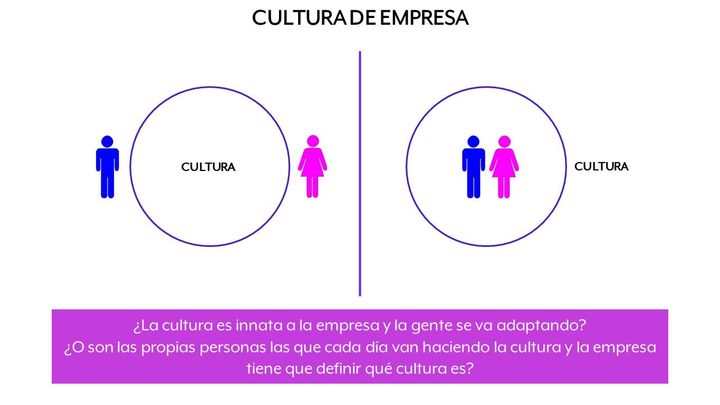 CULTURA DE EMPRESA
CULTURA
CULTURA
¿La cultura es innata a la empresa y la gente se va adaptando?
¿O son las propias personas las que cada día van haciendo la cultura y la empresa
tiene que definir qué cultura es?